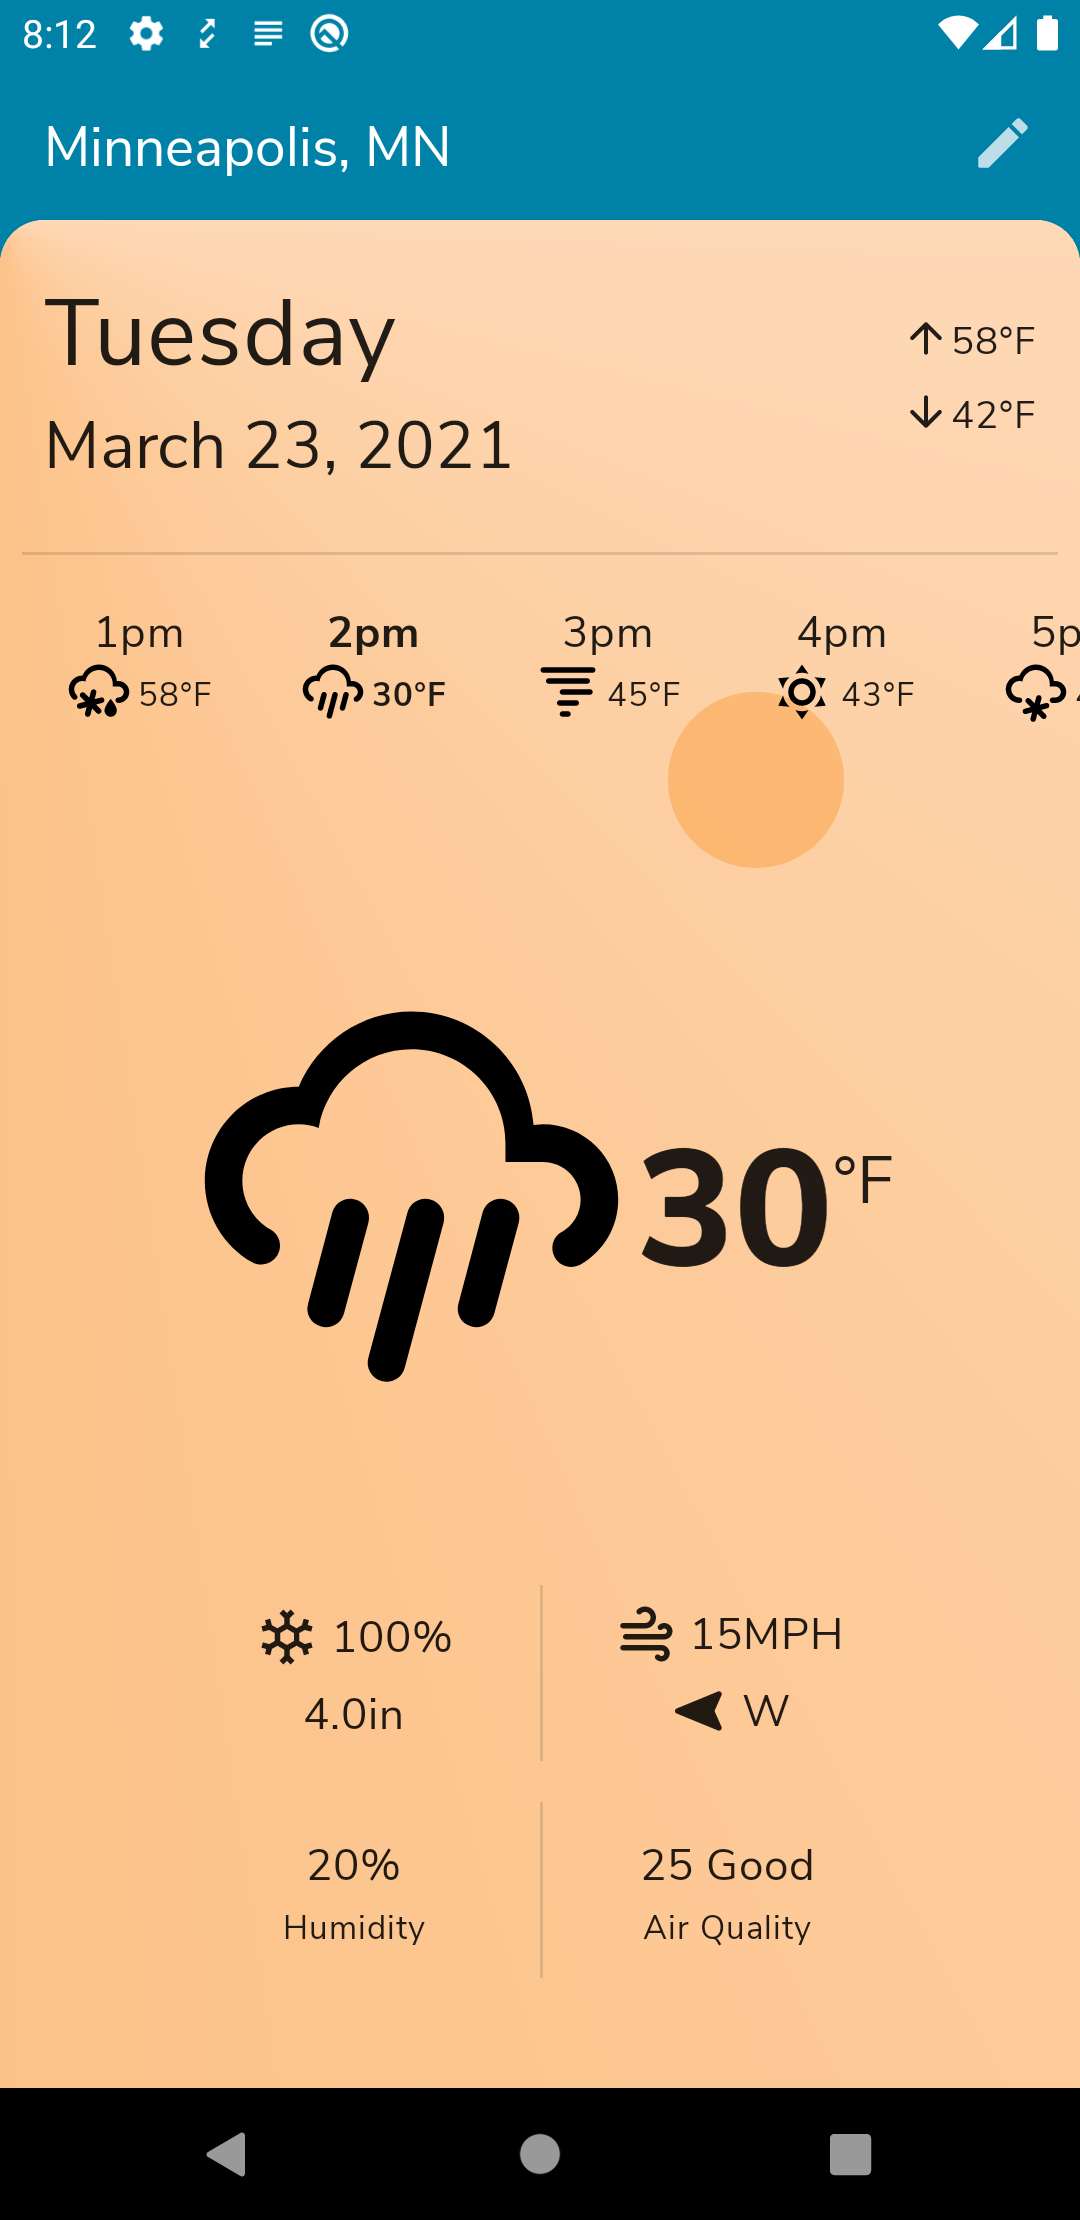 8:12
Minneapolis, MN
Tuesday
March 23, 2021
58°F
42°F
1pm 2pm 3pm 4pm 5p
58°F 30°F 45°F 43°F
30°F
100%
4.0in
15MPH
W
20%
Humidity
25 Good
Air Quality